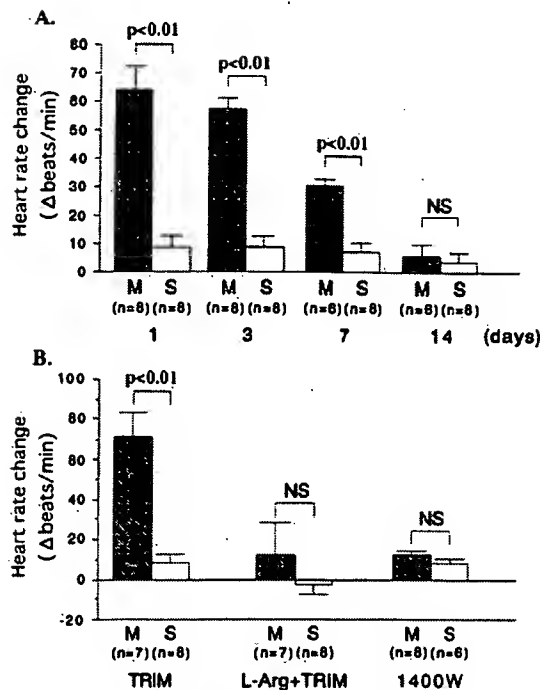 A.
p<0.01
p<0.01
p<0.01
NS
Heart rate change
(Δbeats/min)
80
70
60
50
40
30
20
10
0
M S M S M S M S
(n=8)(n=8) (n=8)(n=8) (n=6)(n=8) (n=6)(n=8)
1 3 7 14 (days)
B.
p<0.01
NS
NS
Heart rate change
(Δbeats/min)
100
80
60
40
20
0
-20
M S M S M S
(n=7)(n=8) (n=7)(n=8) (n=8)(n=6)
TRIM L-Arg+TRIM 1400W